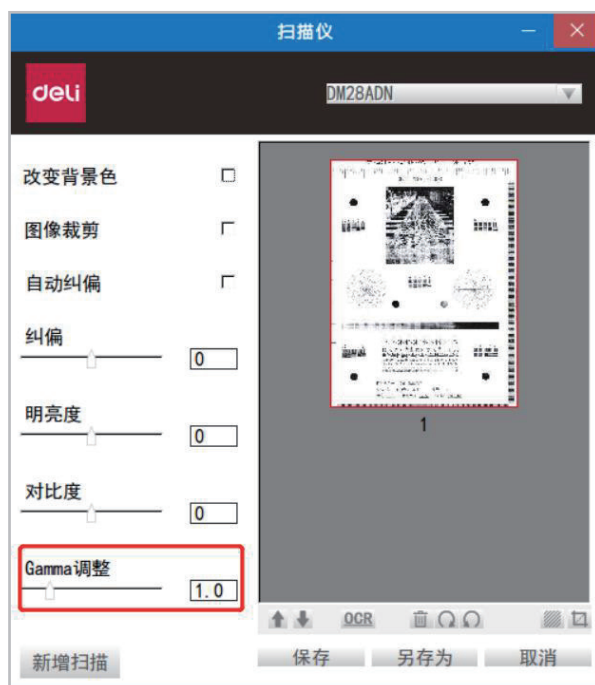 扫描仪
deli
DM28ADN
改变背景色
图像裁剪
自动纠偏
纠偏
0
明亮度
0
对比度
0
Gamma调整
1.0
1
OCR
新增扫描
保存
另存为
取消